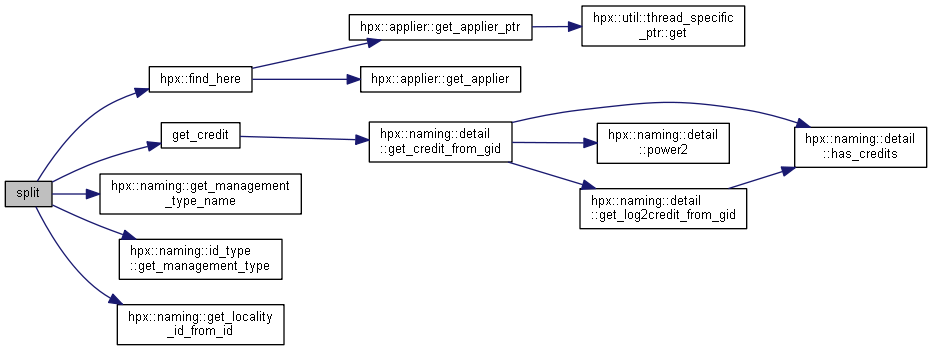 split
hpx::find_here
hpx::applier::get_applier_ptr
hpx::util::thread_specific
_ptr::get
hpx::applier::get_applier
get_credit
hpx::naming::detail
::get_credit_from_gid
hpx::naming::detail
::power2
hpx::naming::detail
::has_credits
hpx::naming::detail
::get_log2credit_from_gid
hpx::naming::get_management
_type_name
hpx::naming::id_type
::get_management_type
hpx::naming::get_locality
_id_from_id